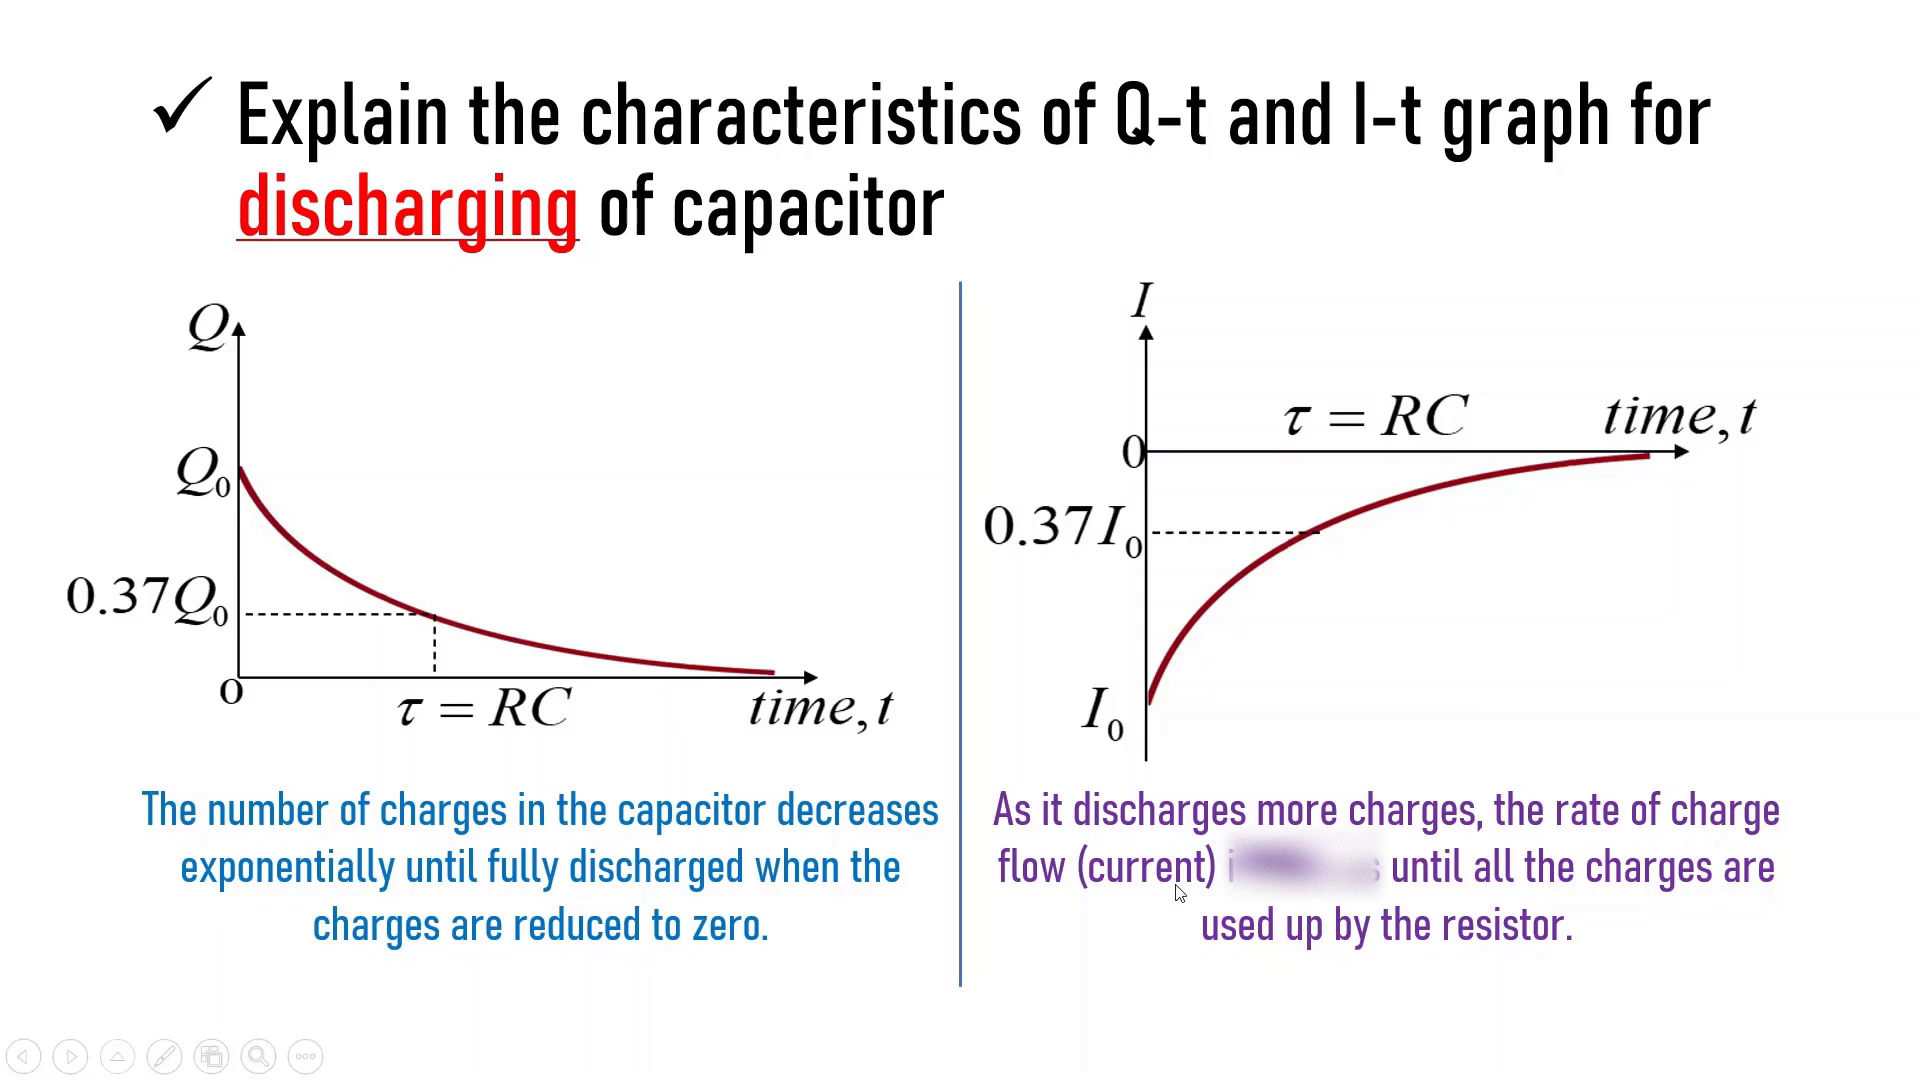 ✓ Explain the characteristics of Q-t and I-t graph for
discharging of capacitor
Q
Q₀
0.37Q₀
0
τ = RC
time, t
The number of charges in the capacitor decreases
exponentially until fully discharged when the
charges are reduced to zero.
I
τ = RC
time, t
0
0.37I₀
I₀
As it discharges more charges, the rate of charge
flow (current) until all the charges are
used up by the resistor.